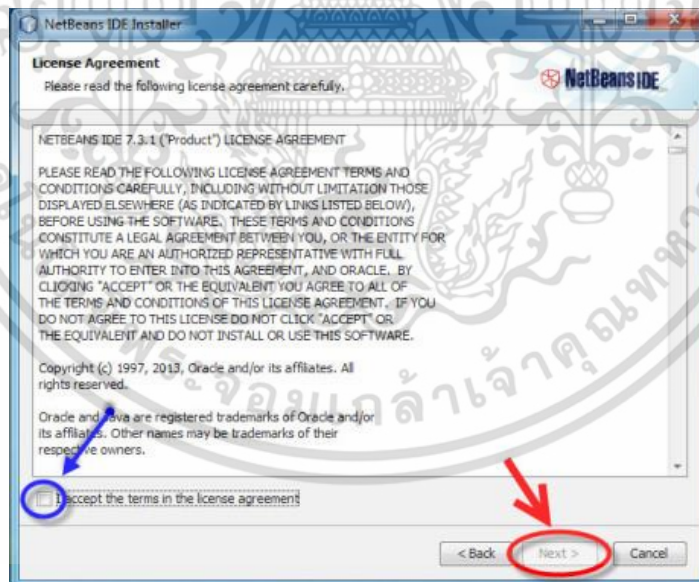 NetBeans IDE Installer
License Agreement
Please read the following license agreement carefully.
NetBeans IDE
NETBEANS IDE 7.3.1 ("Product") LICENSE AGREEMENT
PLEASE READ THE FOLLOWING LICENSE AGREEMENT TERMS AND
CONDITIONS CAREFULLY, INCLUDING WITHOUT LIMITATION THOSE
DISPLAYED ELSEWHERE (AS INDICATED BY LINKS LISTED BELOW),
BEFORE USING THE SOFTWARE. THESE TERMS AND CONDITIONS
CONSTITUTE A LEGAL AGREEMENT BETWEEN YOU, OR THE ENTITY FOR
WHICH YOU ARE AN AUTHORIZED REPRESENTATIVE WITH FULL
AUTHORITY TO ENTER INTO THIS AGREEMENT, AND ORACLE. BY
CLICKING "ACCEPT" OR THE EQUIVALENT YOU AGREE TO ALL OF
THE TERMS AND CONDITIONS OF THIS LICENSE AGREEMENT. IF YOU
DO NOT AGREE TO THIS LICENSE DO NOT CLICK "ACCEPT" OR
THE EQUIVALENT AND DO NOT INSTALL OR USE THIS SOFTWARE.
Copyright (c) 1997, 2013, Oracle and/or its affiliates. All
rights reserved.
Oracle and Java are registered trademarks of Oracle and/or
its affiliates. Other names may be trademarks of their
respective owners.
I accept the terms in the license agreement
< Back Next > Cancel